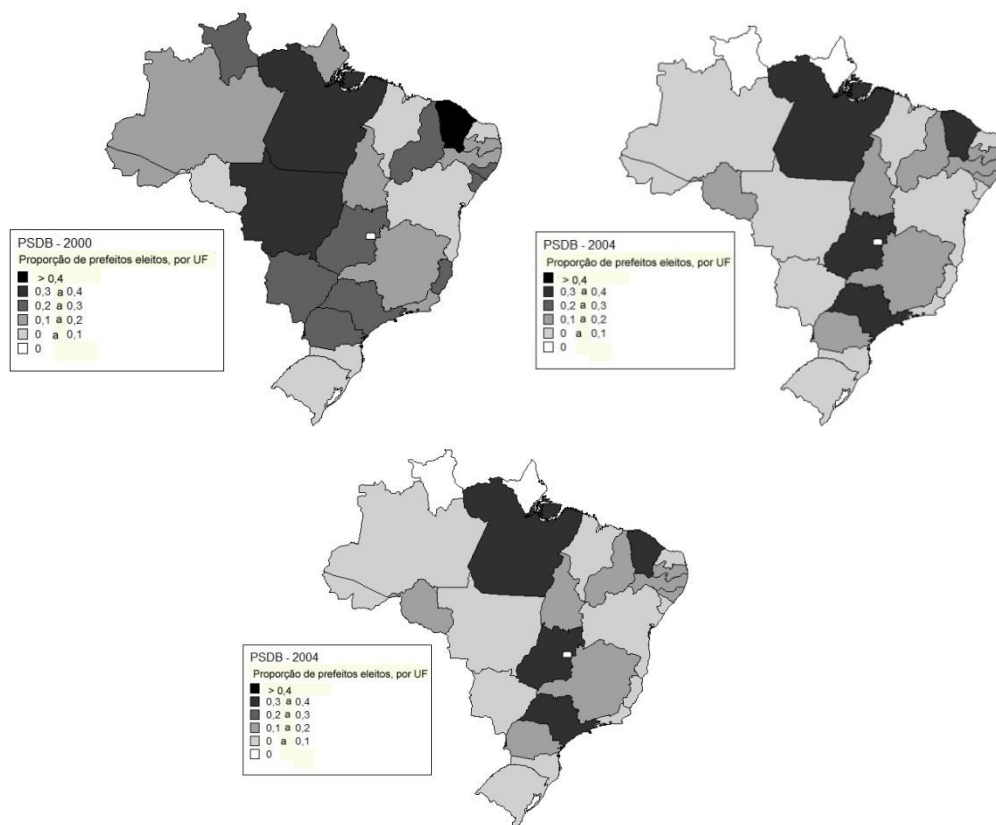 PSDB - 2000
Proporção de prefeitos eleitos, por UF
> 0,4
0,3 a 0,4
0,2 a 0,3
0,1 a 0,2
0 a 0,1
0
PSDB - 2004
Proporção de prefeitos eleitos, por UF
> 0,4
0,3 a 0,4
0,2 a 0,3
0,1 a 0,2
0 a 0,1
0
PSDB - 2004
Proporção de prefeitos eleitos, por UF
> 0,4
0,3 a 0,4
0,2 a 0,3
0,1 a 0,2
0 a 0,1
0